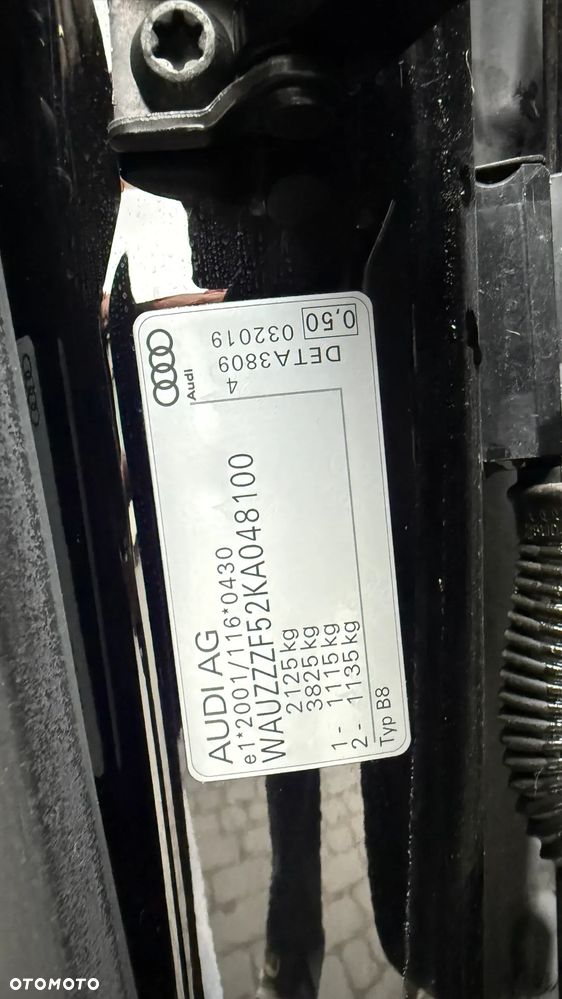 AUDI AG
e1*2001/116*0430
WAUZZZF52KA048100
2125 kg
3825 kg
1 - 1115 kg
2 - 1135 kg
Typ B8
Audi
4
DETA3809
032019
0,50
OTOMOTO